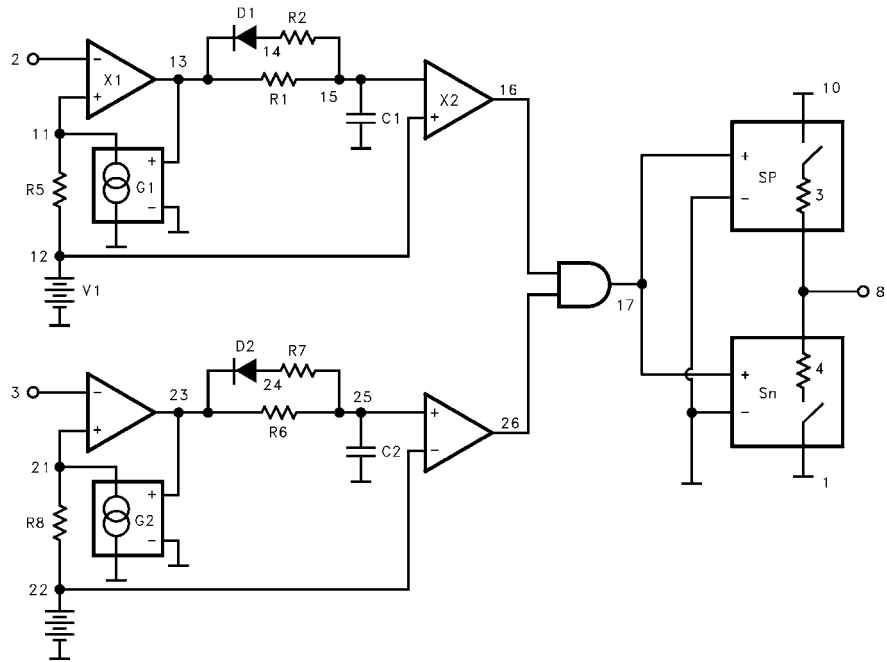 D1 R2
2 − 13 14 10
X1 R1 15 X2 16
+ C1 +
11 + SP
R5 G1 − 3
−
12
V1
17 8
D2 R7
3 − 23 24 25 + 4
+ R6 + Sn
C2 − 26 −
21 +
R8 G2 1
−
22